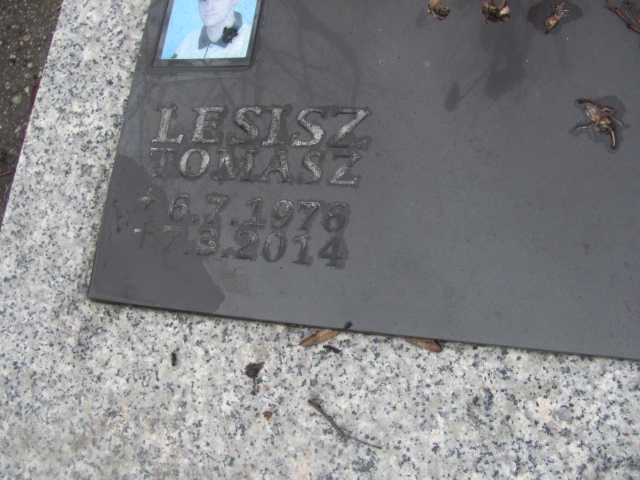 LESISZ
TOMASZ
* 6.7.1976
+ 7.3.2014